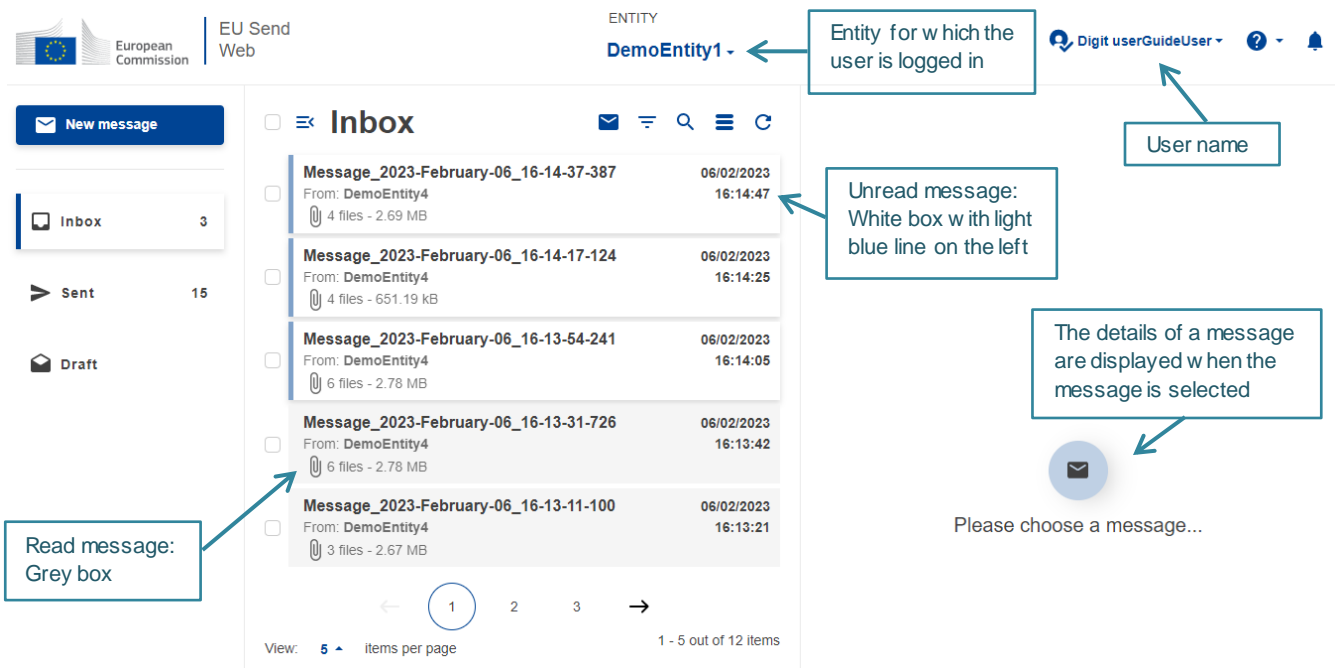 European
Commission
EU Send
Web
ENTITY
DemoEntity1
Entity for which the
user is logged in
Digit userGuideUser
?
User name
New message
Inbox 3
Sent 15
Draft
Inbox
Message_2023-February-06_16-14-37-387 06/02/2023
From: DemoEntity4 16:14:47
4 files - 2.69 MB
Message_2023-February-06_16-14-17-124 06/02/2023
From: DemoEntity4 16:14:25
4 files - 651.19 kB
Message_2023-February-06_16-13-54-241 06/02/2023
From: DemoEntity4 16:14:05
6 files - 2.78 MB
Message_2023-February-06_16-13-31-726 06/02/2023
From: DemoEntity4 16:13:42
6 files - 2.78 MB
Message_2023-February-06_16-13-11-100 06/02/2023
From: DemoEntity4 16:13:21
3 files - 2.67 MB
1 2 3
View: 5 items per page 1 - 5 out of 12 items
Unread message:
White box with light
blue line on the left
The details of a message
are displayed when the
message is selected
Please choose a message...
Read message:
Grey box